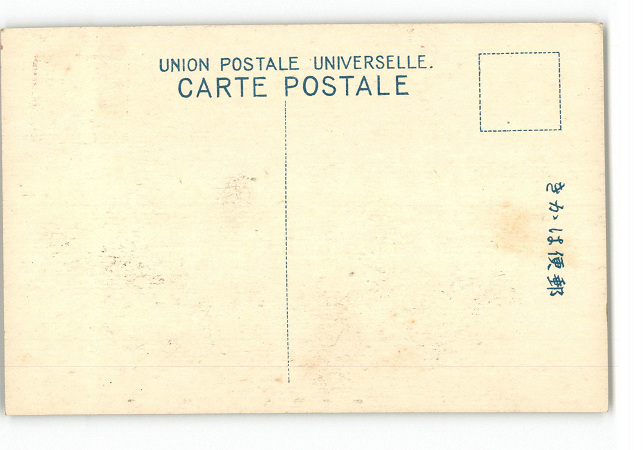 UNION POSTALE UNIVERSELLE.
CARTE POSTALE
郵便はかき